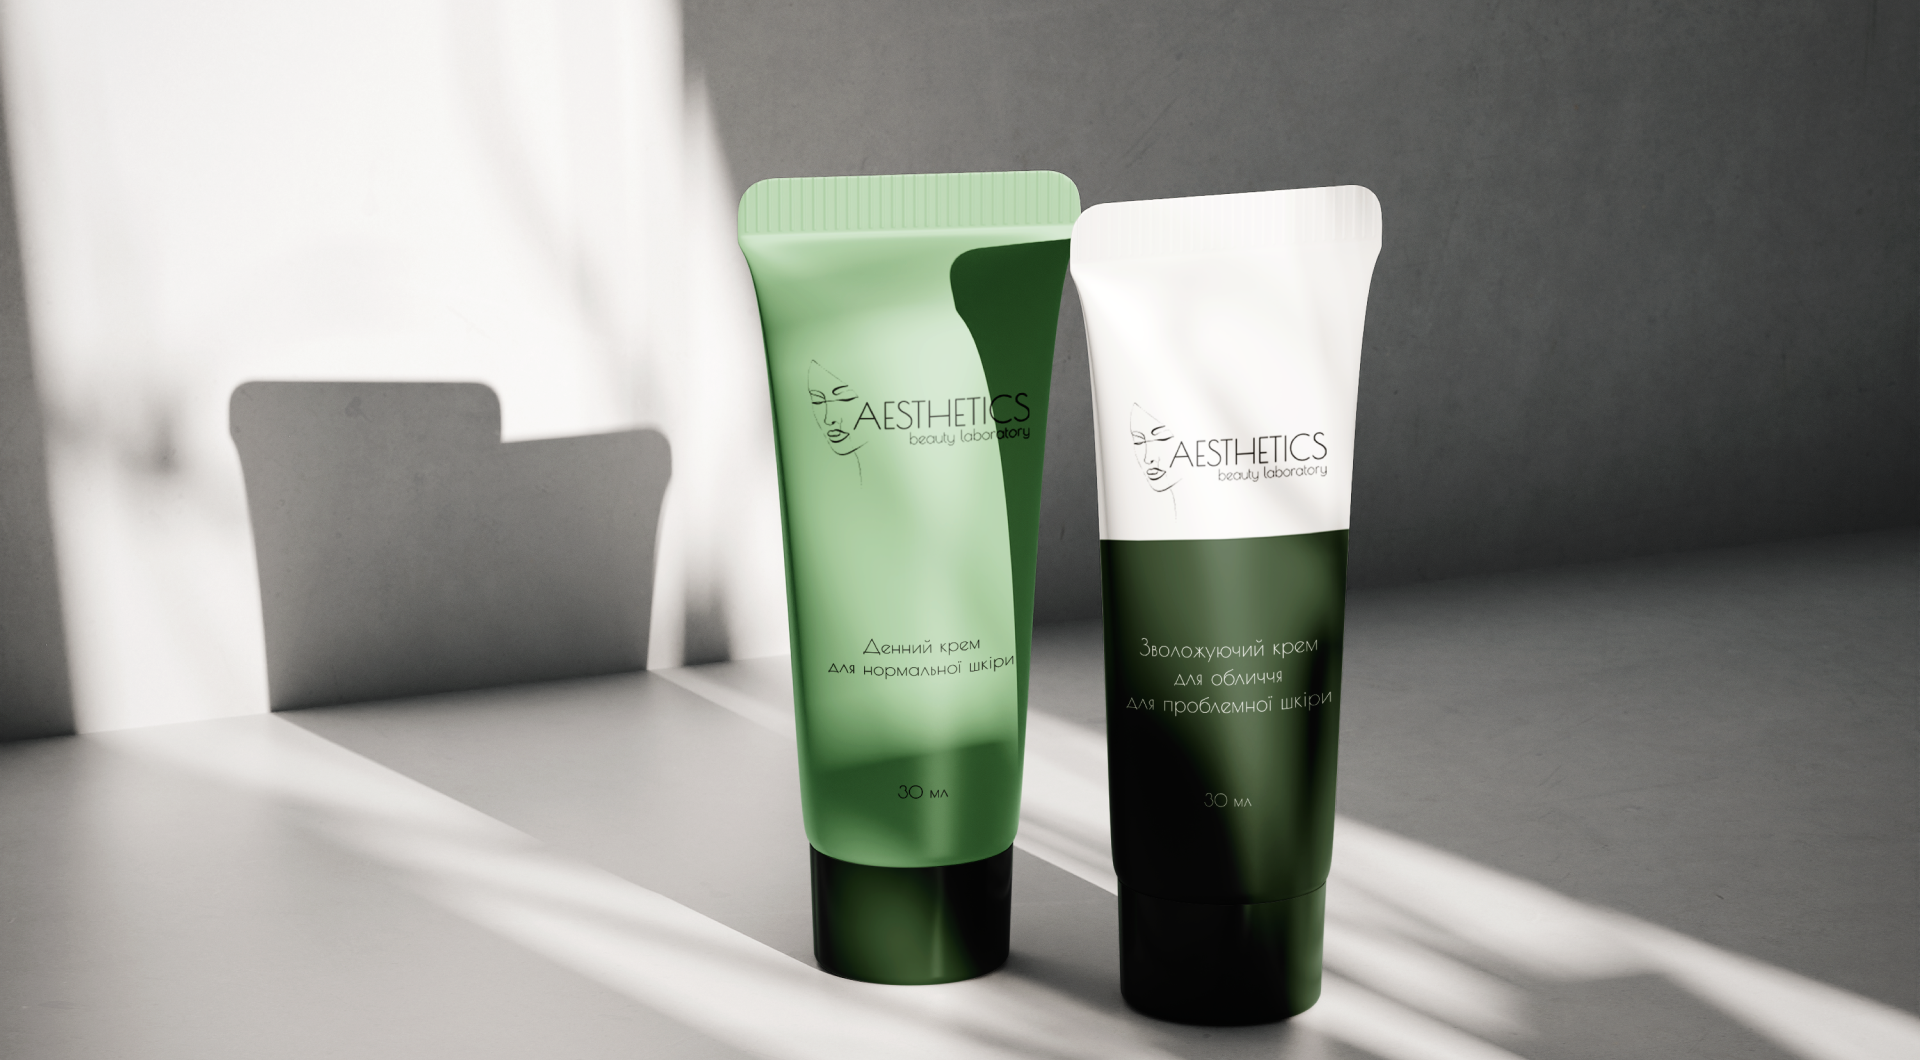 AESTHETICS
beauty laboratory
Денний крем
для нормальної шкіри
30 мл
AESTHETICS
beauty laboratory
Зволожуючий крем
для обличчя
для проблемної шкіри
30 мл